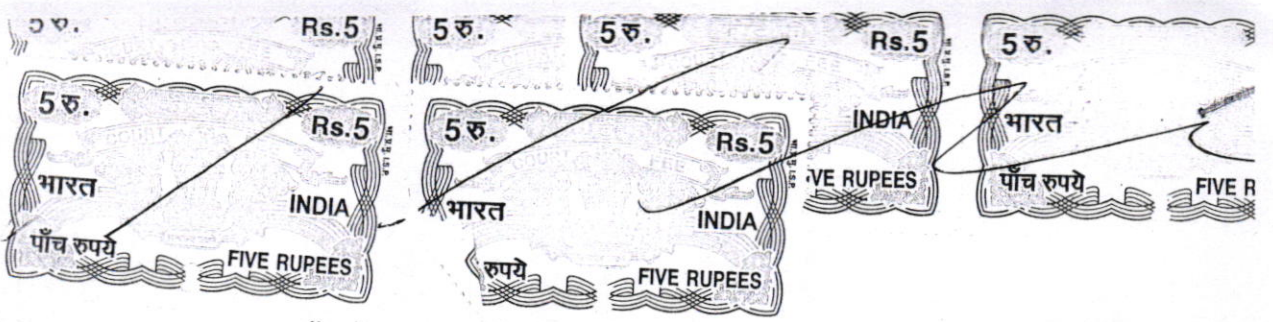 5 रु. Rs.5
5 रु.
5 रु. Rs.5
भा प्र मु I.S.P.
5 रु.
INDIA भारत
VE RUPEES पाँच रुपये FIVE R
5 रु. Rs.5
भारत INDIA
पाँच रुपये FIVE RUPEES
5 रु. Rs.5
भारत INDIA
रुपये FIVE RUPEES